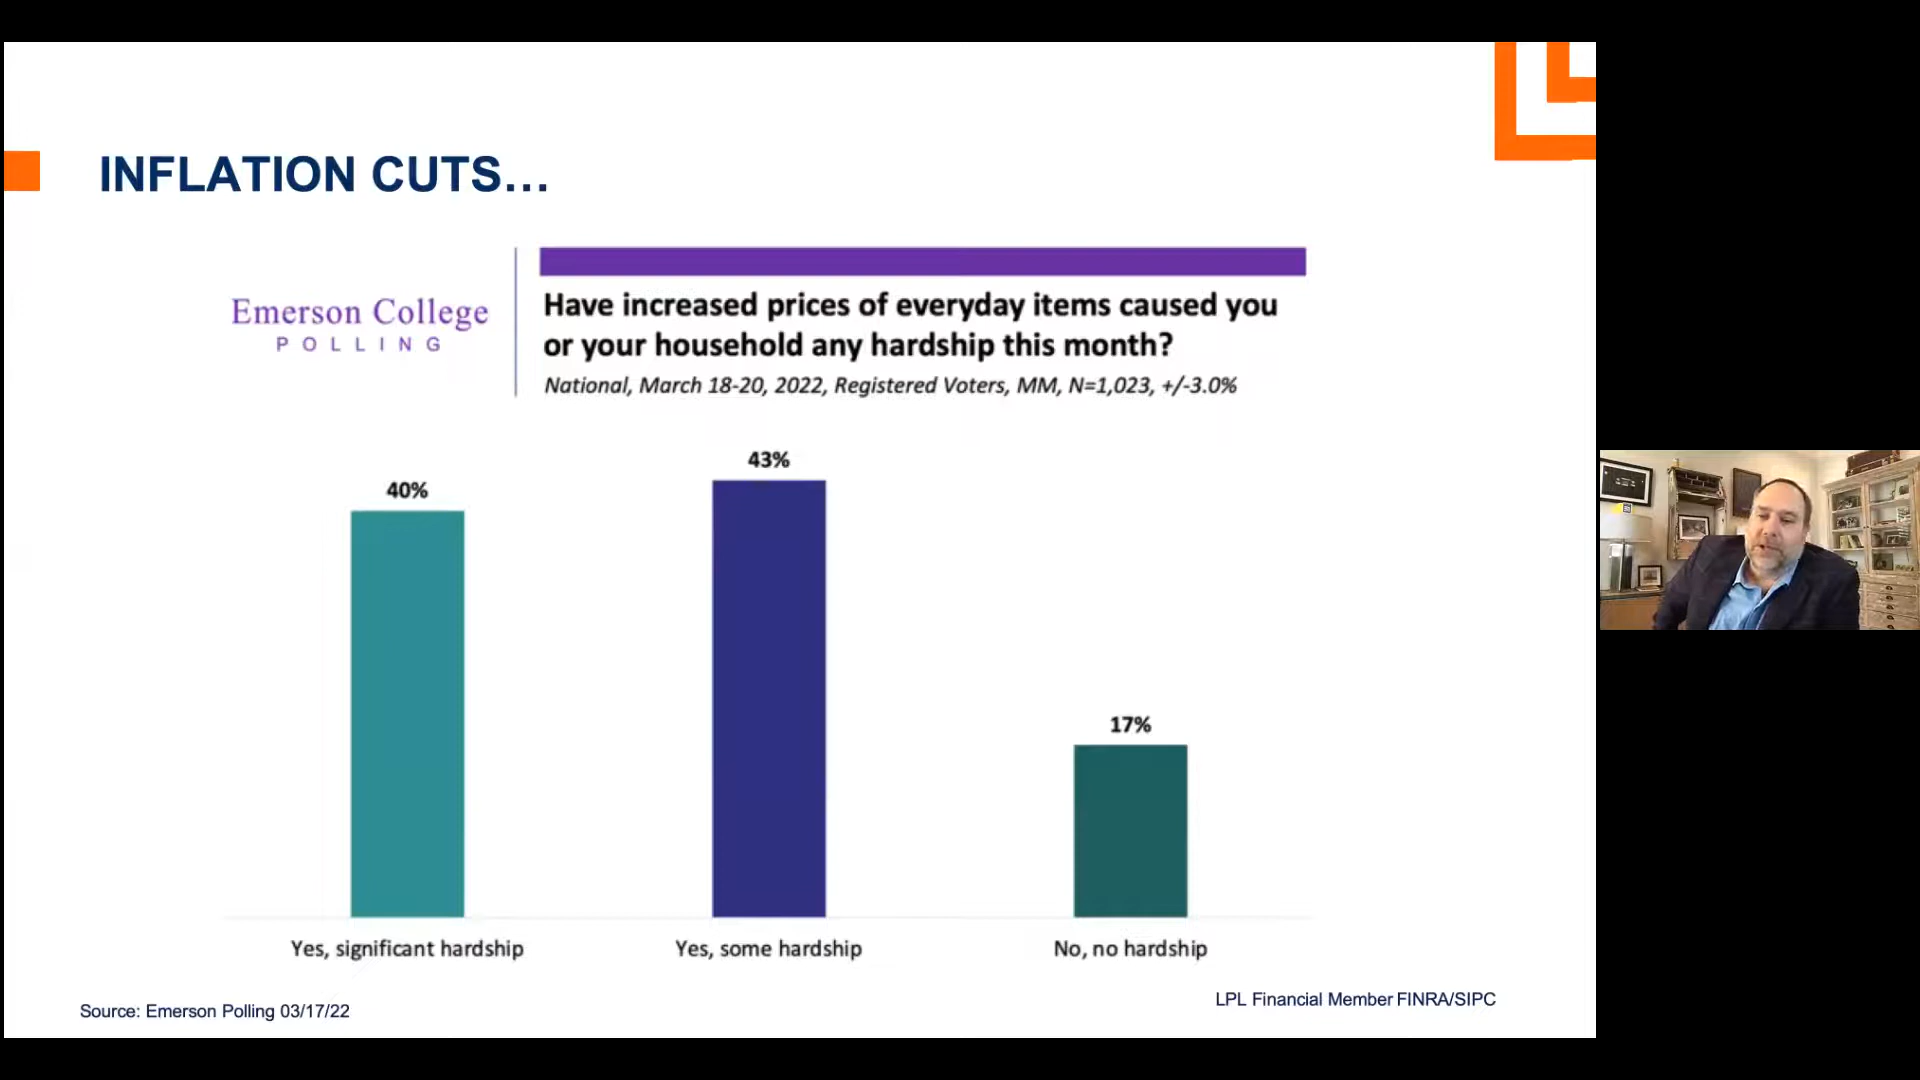 INFLATION CUTS…
Emerson College
POLLING
Have increased prices of everyday items caused you
or your household any hardship this month?
National, March 18-20, 2022, Registered Voters, MM, N=1,023, +/-3.0%
40%
43%
17%
Yes, significant hardship
Yes, some hardship
No, no hardship
Source: Emerson Polling 03/17/22
LPL Financial Member FINRA/SIPC